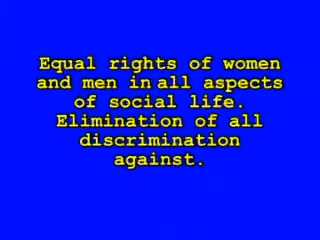 Equal rights of women
and men in all aspects
of social life.
Elimination of all
discrimination
against.